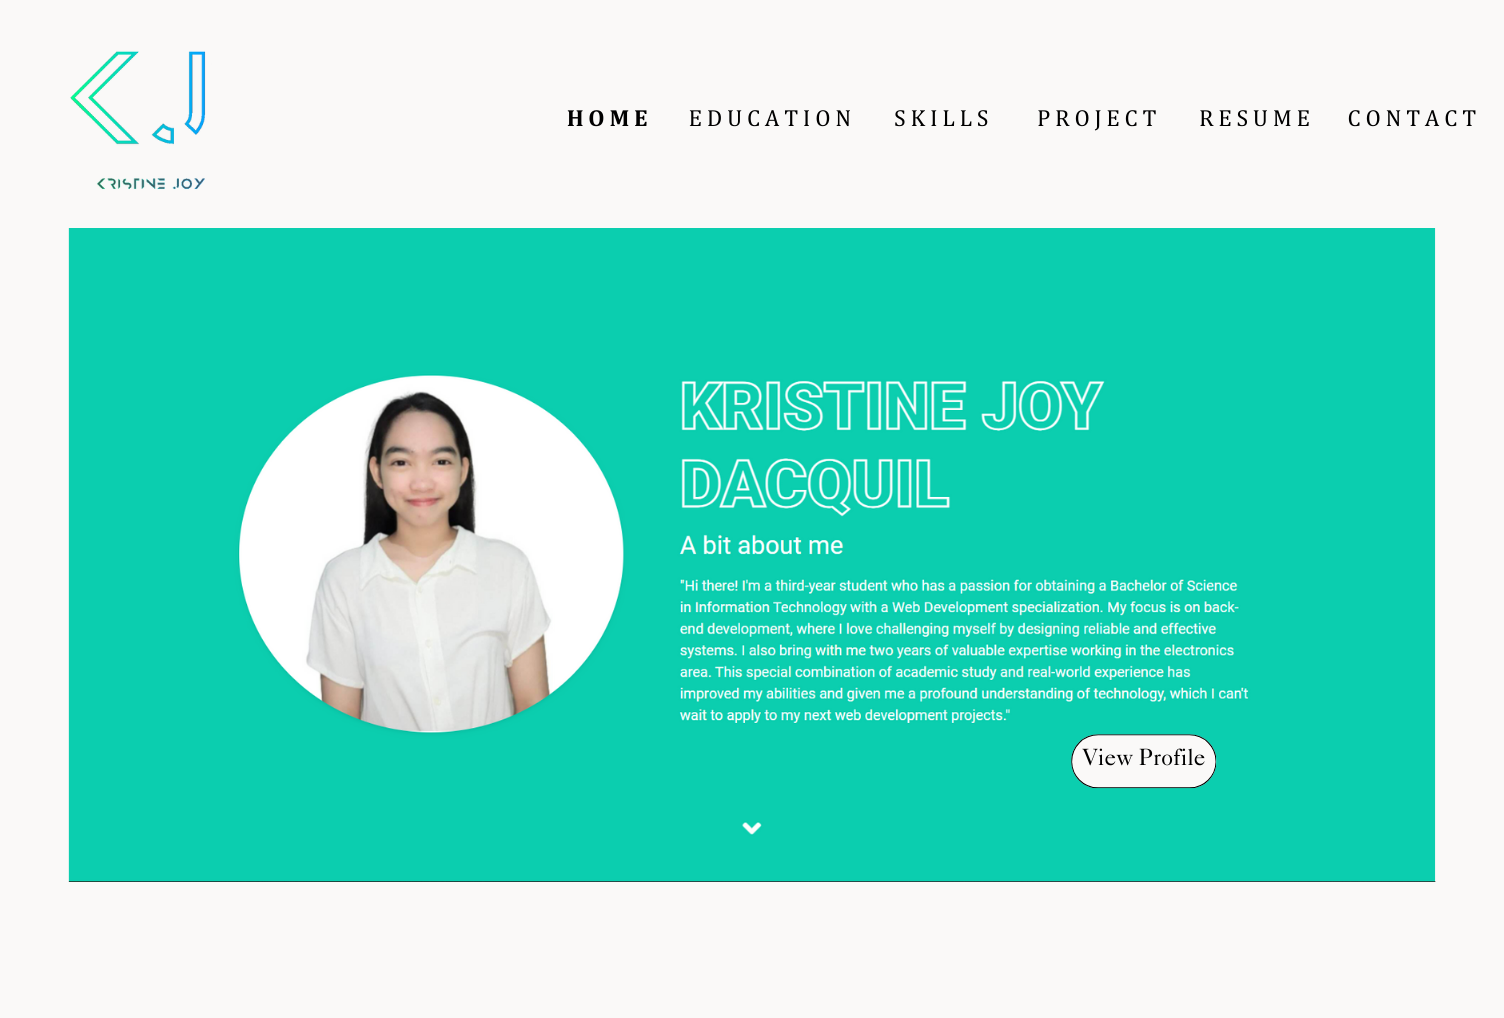 KJ
KRISTINE JOY
HOME EDUCATION SKILLS PROJECT RESUME CONTACT
KRISTINE JOY
DACQUIL
A bit about me
"Hi there! I'm a third-year student who has a passion for obtaining a Bachelor of Science
in Information Technology with a Web Development specialization. My focus is on back-
end development, where I love challenging myself by designing reliable and effective
systems. I also bring with me two years of valuable expertise working in the electronics
area. This special combination of academic study and real-world experience has
improved my abilities and given me a profound understanding of technology, which I can't
wait to apply to my next web development projects."
View Profile